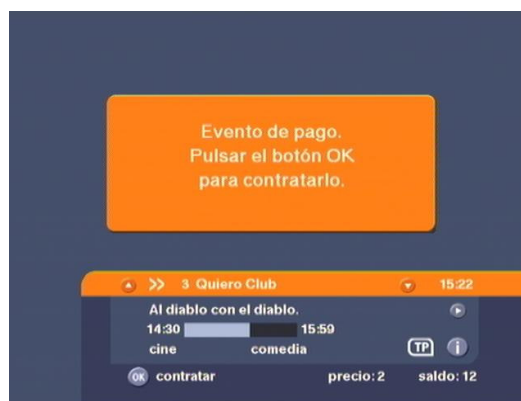 Evento de pago.
Pulsar el botón OK
para contratarlo.
3 Quiero Club 15:22
Al diablo con el diablo.
14:30 15:59
cine comedia TP i
OK contratar precio: 2 saldo: 12